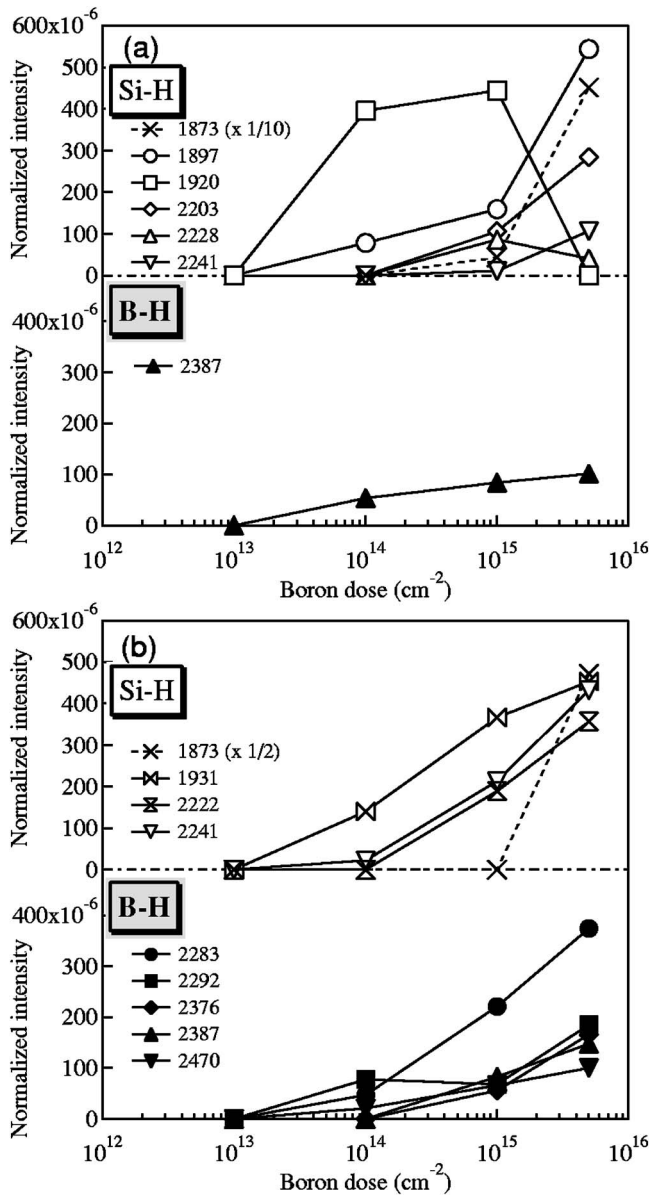 600x10⁻⁶
(a)
Si-H
500
400
300
200
100
0
Normalized intensity
1873 (x 1/10)
1897
1920
2203
2228
2241
B-H
400x10⁻⁶
300
200
100
0
Normalized intensity
2387
10¹² 10¹³ 10¹⁴ 10¹⁵ 10¹⁶
Boron dose (cm⁻²)
600x10⁻⁶
(b)
Si-H
500
400
300
200
100
0
Normalized intensity
1873 (x 1/2)
1931
2222
2241
B-H
400x10⁻⁶
300
200
100
0
Normalized intensity
2283
2292
2376
2387
2470
10¹² 10¹³ 10¹⁴ 10¹⁵ 10¹⁶
Boron dose (cm⁻²)